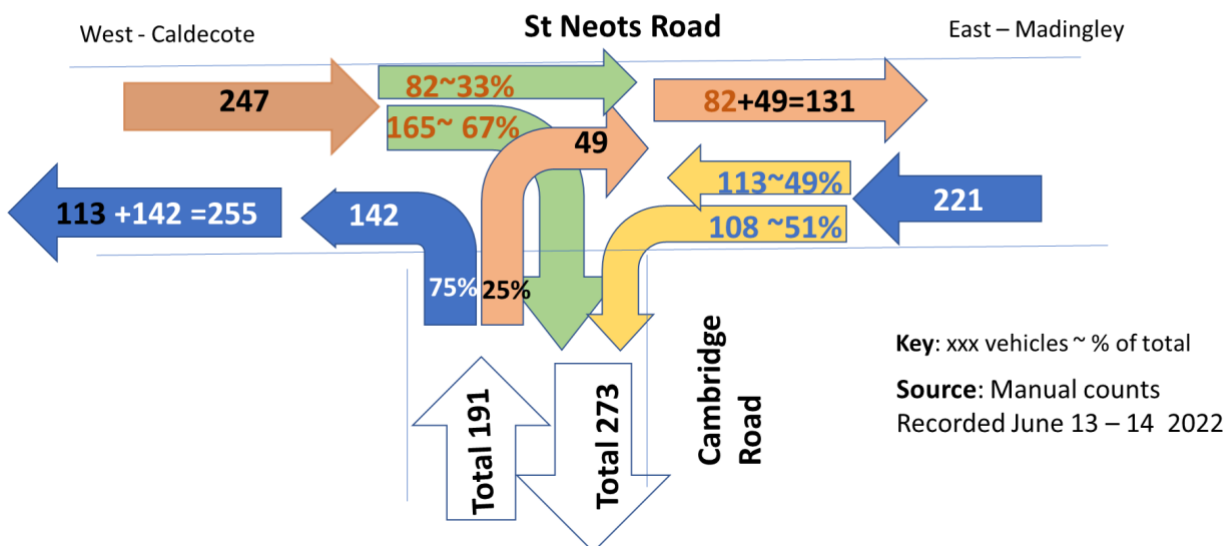 St Neots Road
West - Caldecote
East – Madingley
247
82~33%
82+49=131
165~ 67%
49
113~49%
221
113 +142 =255
142
108 ~51%
75%
25%
Total 191
Total 273
Cambridge
Road
Key: xxx vehicles ~ % of total
Source: Manual counts
Recorded June 13 – 14 2022